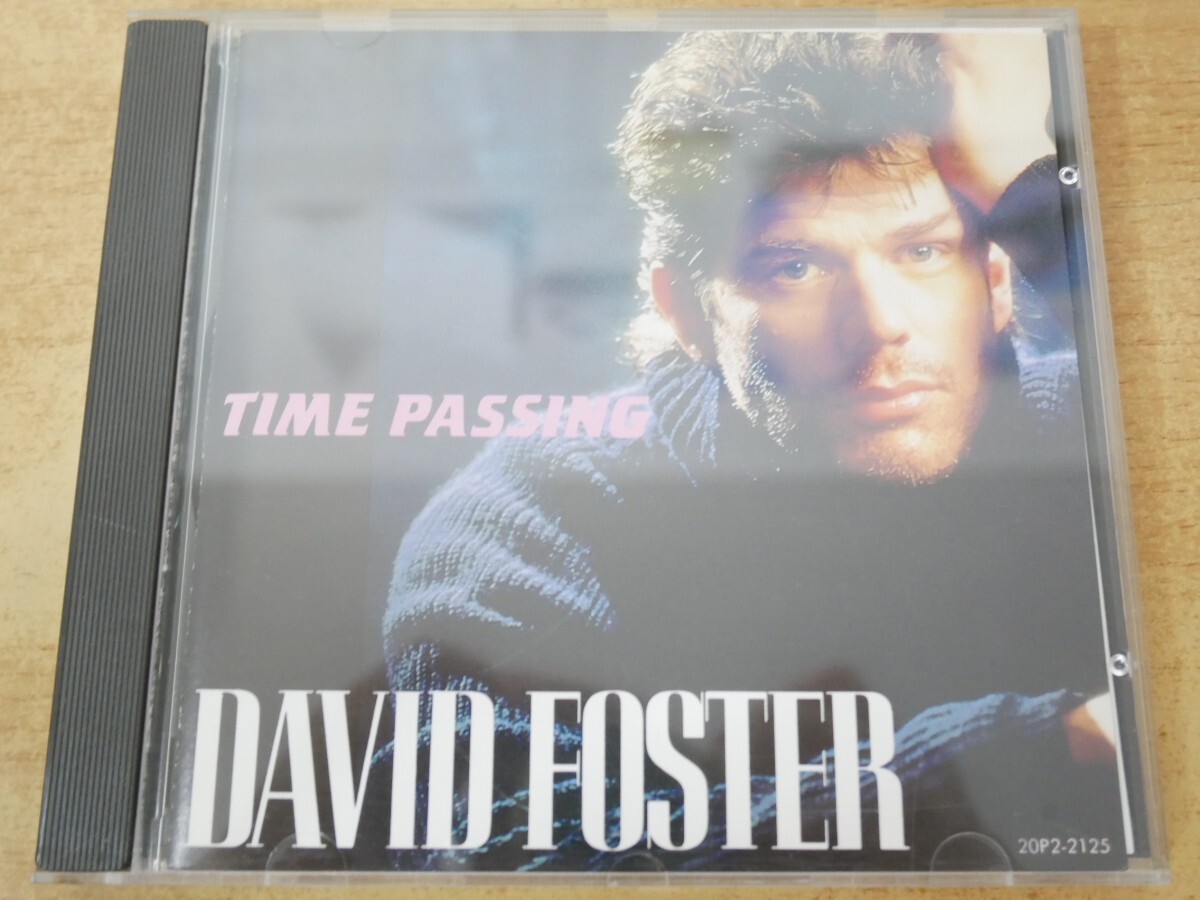 TIME PASSING
DAVID FOSTER
20P2-2125